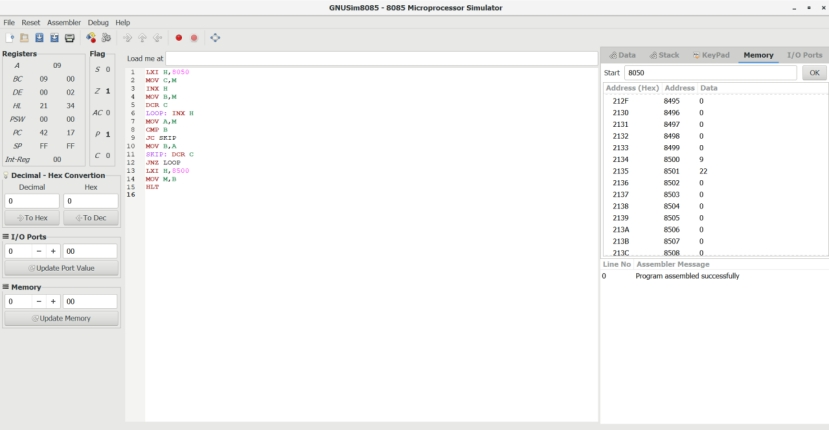 GNUSim8085 - 8085 Microprocessor Simulator
File Reset Assembler Debug Help
Registers
A 09
BC 09 00
DE 00 02
HL 21 34
PSW 00 00
PC 42 17
SP FF FF
Int-Reg 00
Flag
S 0
Z 1
AC 0
P 1
C 0
Decimal - Hex Convertion
Decimal Hex
0 0
To Hex To Dec
I/O Ports
0 - + 00
Update Port Value
Memory
0 - + 00
Update Memory
Load me at
1 LXI H,8050
2 MOV C,M
3 INX H
4 MOV B,M
5 DCR C
6 LOOP: INX H
7 MOV A,M
8 CMP B
9 JC SKIP
10 MOV B,A
11 SKIP: DCR C
12 JNZ LOOP
13 LXI H,8500
14 MOV M,B
15 HLT
16
Data Stack KeyPad Memory I/O Ports
Start 8050 OK
Address (Hex) Address Data
212F 8495 0
2130 8496 0
2131 8497 0
2132 8498 0
2133 8499 0
2134 8500 9
2135 8501 22
2136 8502 0
2137 8503 0
2138 8504 0
2139 8505 0
213A 8506 0
213B 8507 0
213C 8508 0
Line No Assembler Message
0 Program assembled successfully